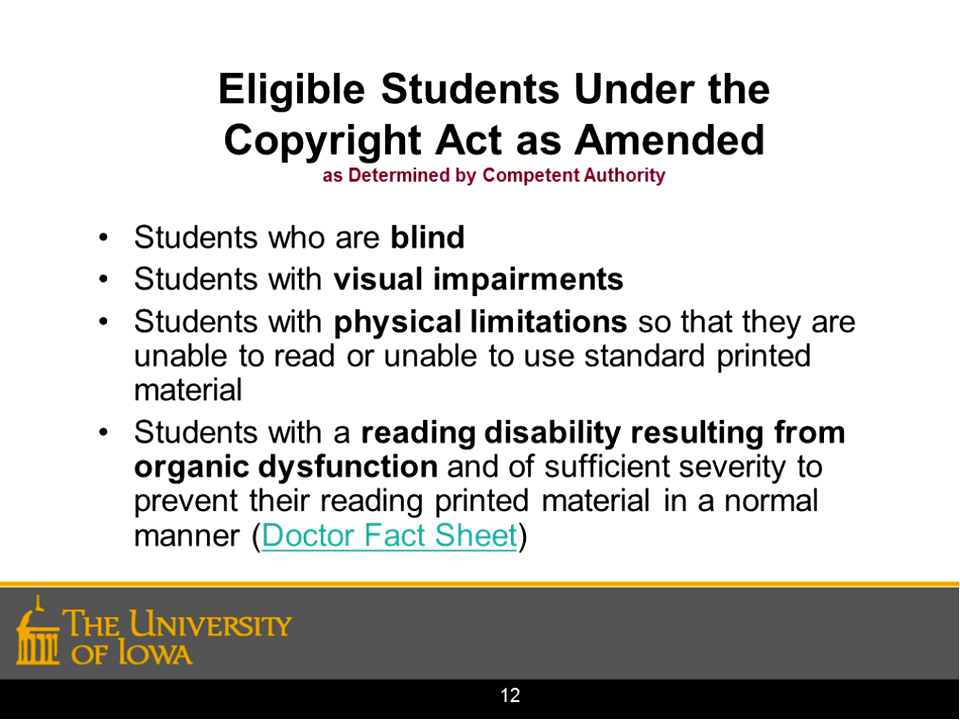 Eligible Students Under the
Copyright Act as Amended
as Determined by Competent Authority
• Students who are blind
• Students with visual impairments
• Students with physical limitations so that they are
unable to read or unable to use standard printed
material
• Students with a reading disability resulting from
organic dysfunction and of sufficient severity to
prevent their reading printed material in a normal
manner (Doctor Fact Sheet)
THE UNIVERSITY
OF IOWA
12